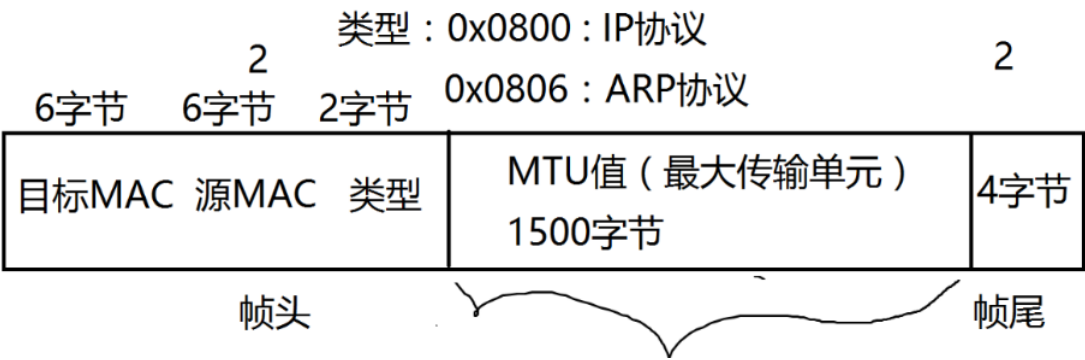 类型：0x0800 : IP协议
2
2
6字节 6字节 2字节 0x0806：ARP协议
目标MAC 源MAC 类型
MTU值（最大传输单元）
1500字节
4字节
帧头
帧尾